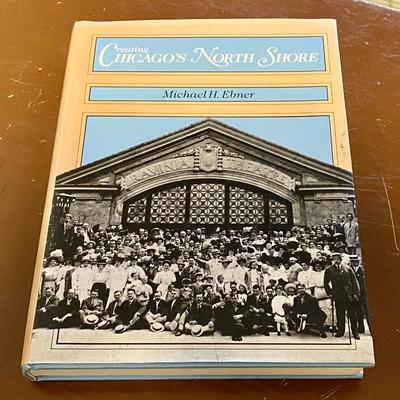 Creating
CHICAGO'S NORTH SHORE
Michael H. Ebner
RAVINIA THEATRE